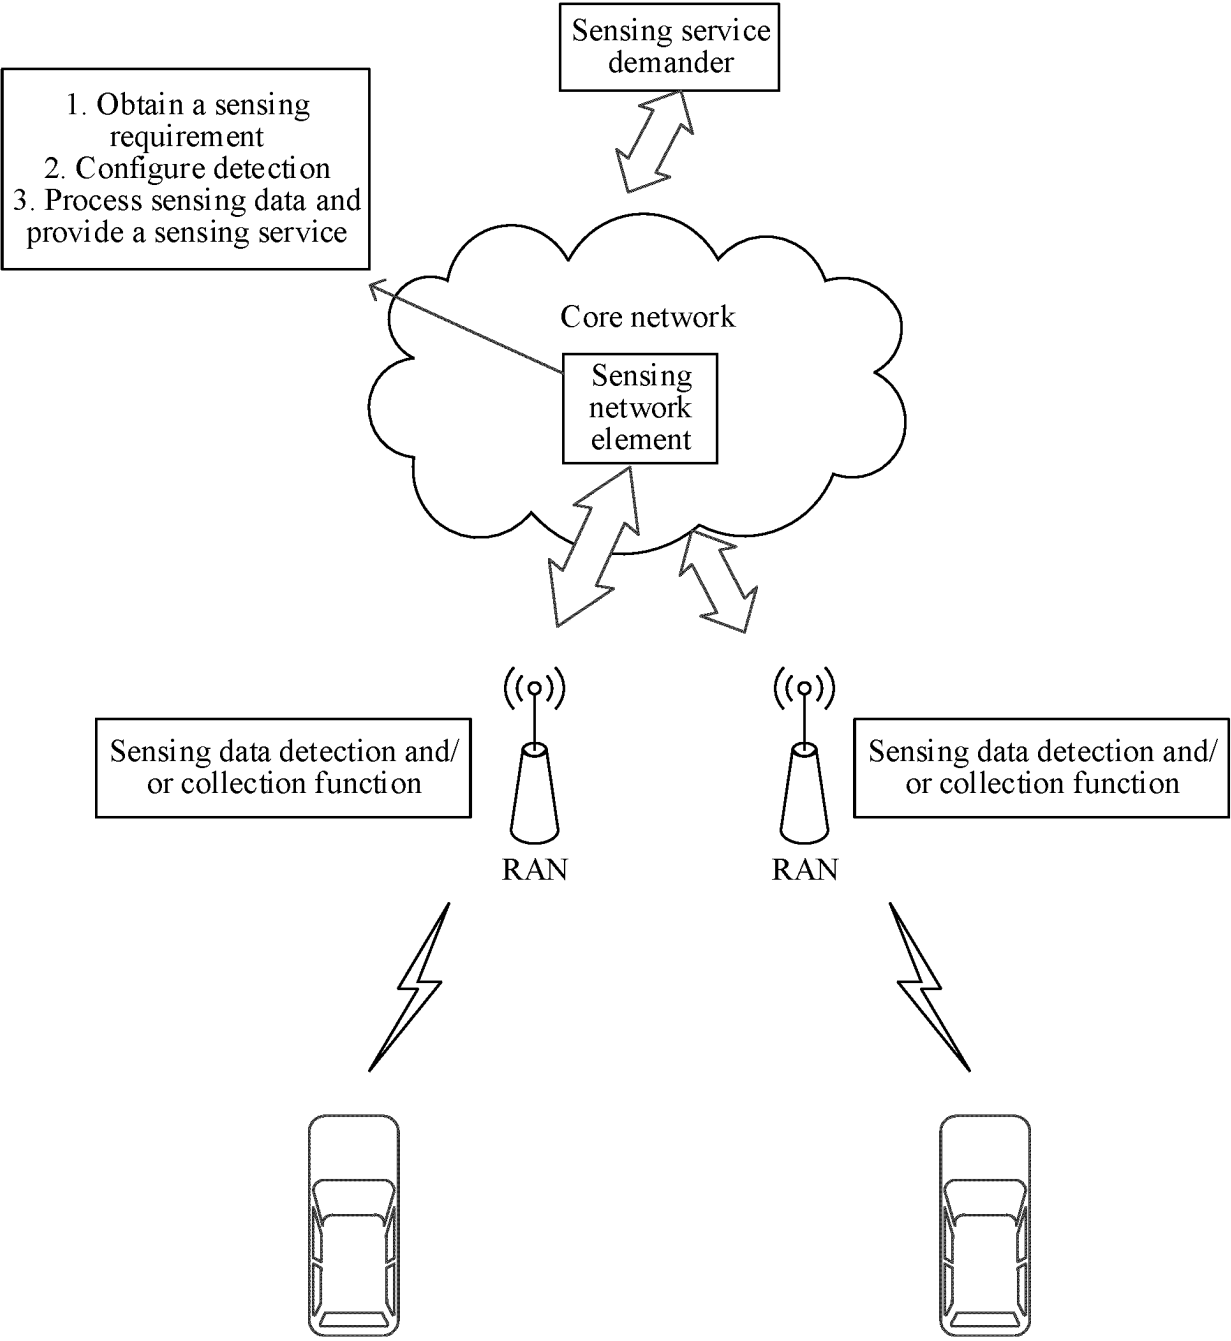 Sensing service
demander
1. Obtain a sensing
requirement
2. Configure detection
3. Process sensing data and
provide a sensing service
Core network
Sensing
network
element
Sensing data detection and/
or collection function
RAN
RAN
Sensing data detection and/
or collection function